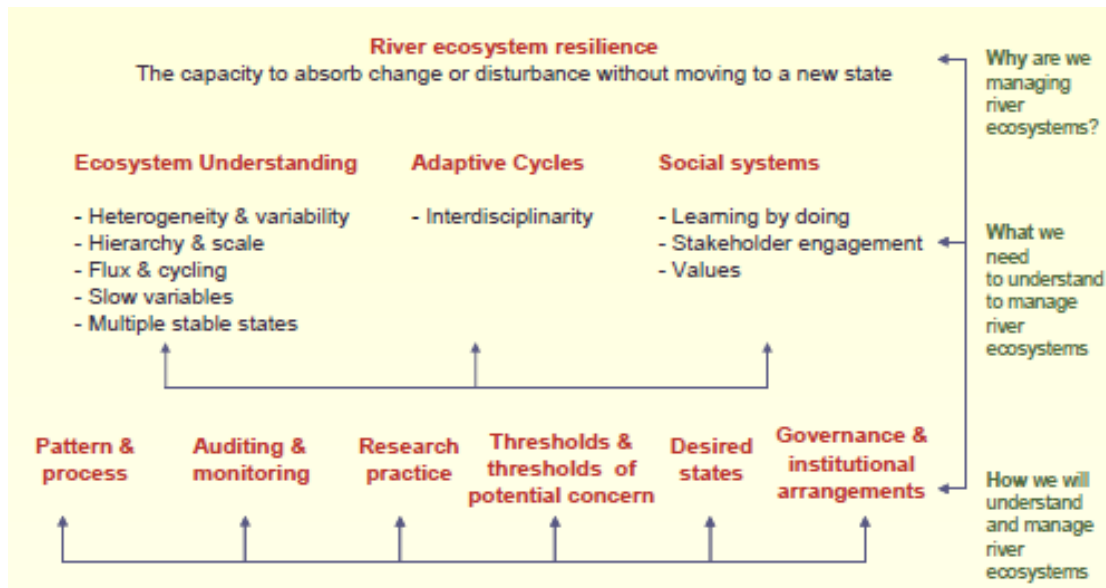 River ecosystem resilience
The capacity to absorb change or disturbance without moving to a new state
Why are we
managing
river
ecosystems?
Ecosystem Understanding
- Heterogeneity & variability
- Hierarchy & scale
- Flux & cycling
- Slow variables
- Multiple stable states
Adaptive Cycles
- Interdisciplinarity
Social systems
- Learning by doing
- Stakeholder engagement
- Values
What we
need
to understand
to manage
river
ecosystems
Pattern &
process
Auditing &
monitoring
Research
practice
Thresholds &
thresholds of
potential concern
Desired
states
Governance &
institutional
arrangements
How we will
understand
and manage
river
ecosystems